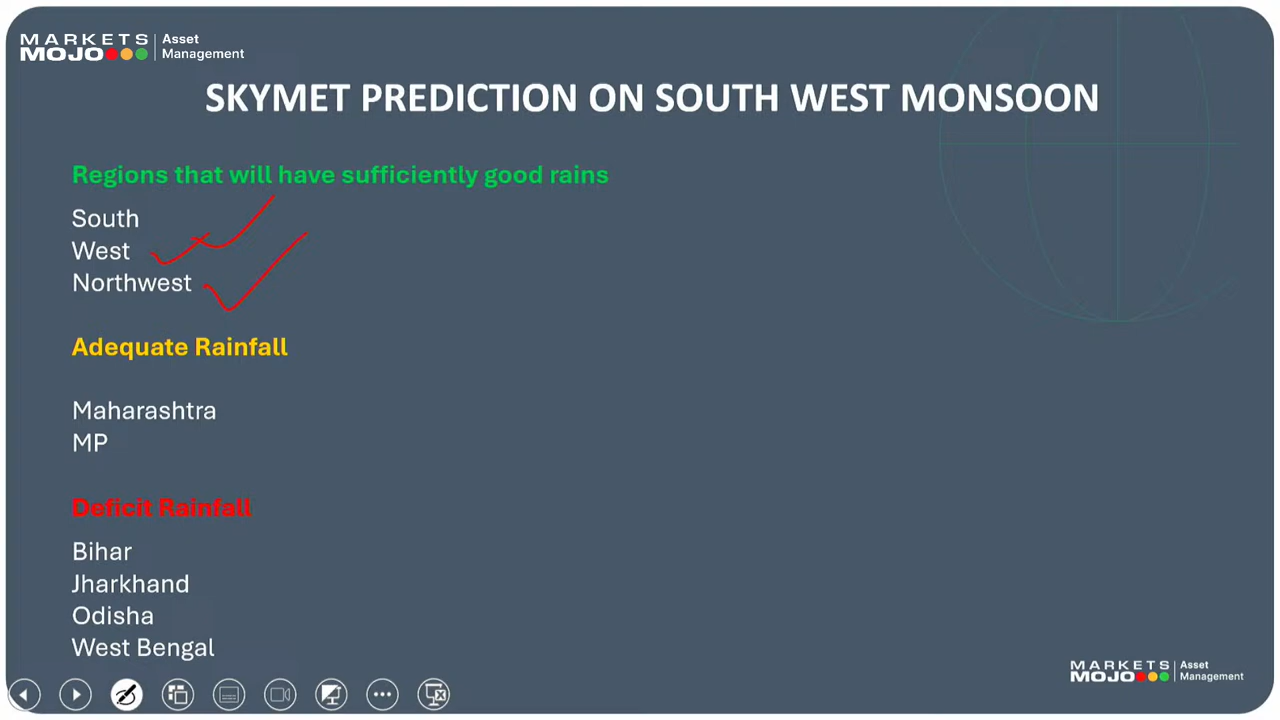 MARKETS
MOJO
Asset
Management
SKYMET PREDICTION ON SOUTH WEST MONSOON
Regions that will have sufficiently good rains
South
West
Northwest
Adequate Rainfall
Maharashtra
MP
Deficit Rainfall
Bihar
Jharkhand
Odisha
West Bengal
MARKETS
MOJO
Asset
Management